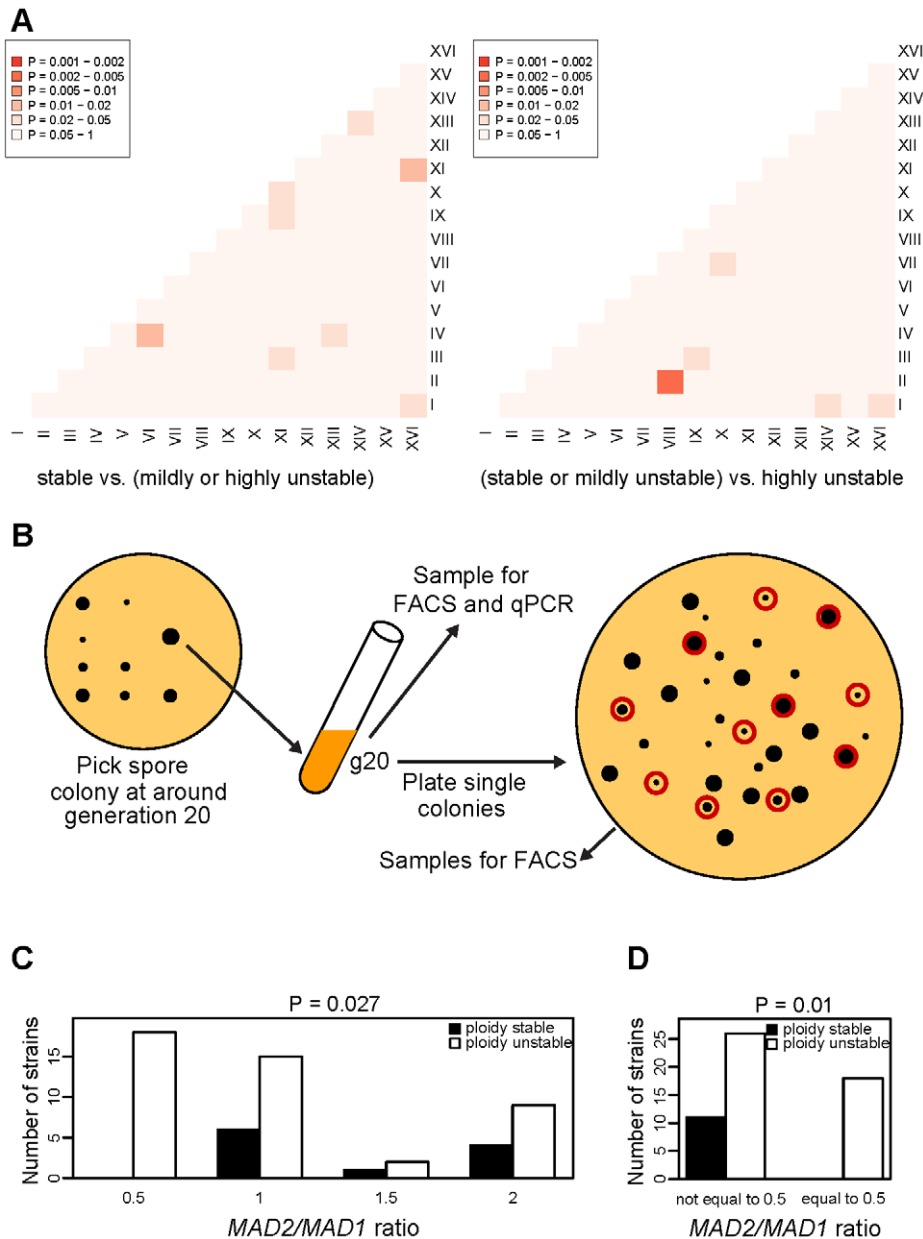 A
P = 0.001 – 0.002
P = 0.002 – 0.005
P = 0.005 – 0.01
P = 0.01 – 0.02
P = 0.02 – 0.05
P = 0.05 – 1
XVI
XV
XIV
XIII
XII
XI
X
IX
VIII
VII
VI
V
IV
III
II
I
I II III IV V VI VII VIII IX X XI XII XIII XIV XV XVI
stable vs. (mildly or highly unstable)
P = 0.001 – 0.002
P = 0.002 – 0.005
P = 0.005 – 0.01
P = 0.01 – 0.02
P = 0.02 – 0.05
P = 0.05 – 1
XVI
XV
XIV
XIII
XII
XI
X
IX
VIII
VII
VI
V
IV
III
II
I
I II III IV V VI VII VIII IX X XI XII XIII XIV XV XVI
(stable or mildly unstable) vs. highly unstable
B
Pick spore
colony at around
generation 20
g20
Sample for
FACS and qPCR
Plate single
colonies
Samples for FACS
C
P = 0.027
ploidy stable
ploidy unstable
Number of strains
15
10
5
0
0.5 1 1.5 2
MAD2/MAD1 ratio
D
P = 0.01
ploidy stable
ploidy unstable
Number of strains
25
20
15
10
5
0
not equal to 0.5 equal to 0.5
MAD2/MAD1 ratio